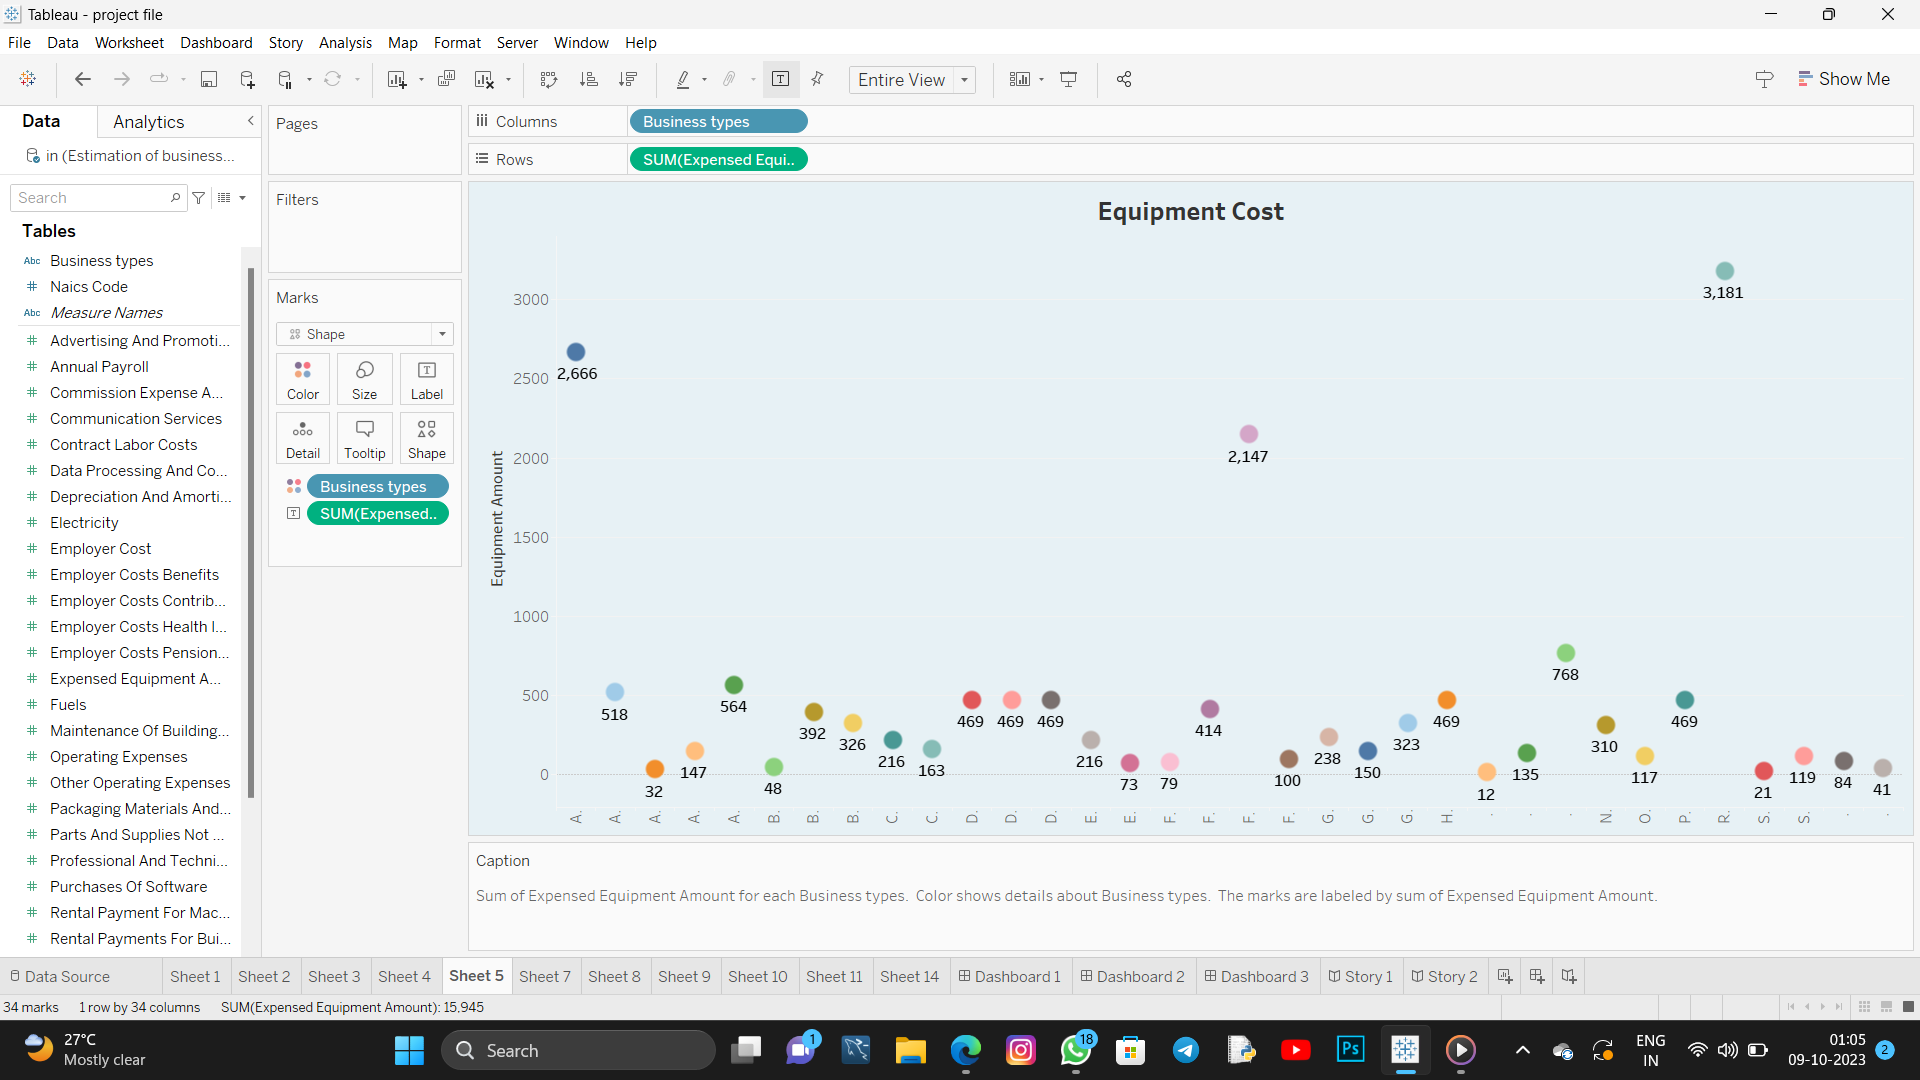 Tableau - project file
File Data Worksheet Dashboard Story Analysis Map Format Server Window Help
Entire View
Show Me
Data Analytics
in (Estimation of business...
Search
Tables
Abc Business types
# Naics Code
Abc Measure Names
# Advertising And Promoti...
# Annual Payroll
# Commission Expense A...
# Communication Services
# Contract Labor Costs
# Data Processing And Co...
# Depreciation And Amorti...
# Electricity
# Employer Cost
# Employer Costs Benefits
# Employer Costs Contrib...
# Employer Costs Health I...
# Employer Costs Pension...
# Expensed Equipment A...
# Fuels
# Maintenance Of Building...
# Operating Expenses
# Other Operating Expenses
# Packaging Materials And...
# Parts And Supplies Not ...
# Professional And Techni...
# Purchases Of Software
# Rental Payment For Mac...
# Rental Payments For Bui...
Pages
Filters
Marks
Shape
Color Size Label
Detail Tooltip Shape
Business types
SUM(Expensed..
Columns Business types
Rows SUM(Expensed Equi..
Equipment Cost
Equipment Amount
3000
2500
2000
1500
1000
500
0
2,666
518
32
147
564
48
392
326
216
163
469
469
469
216
73
79
414
2,147
100
238
150
323
469
12
135
768
310
117
469
3,181
21
119
84
41
A. A. A. A. A. B. B. B. C. C. D. D. D. E. E. F. F. F. F. G. G. G. H. . . . N. O. P. R. S. S. . .
Caption
Sum of Expensed Equipment Amount for each Business types.  Color shows details about Business types.  The marks are labeled by sum of Expensed Equipment Amount.
Data Source Sheet 1 Sheet 2 Sheet 3 Sheet 4 Sheet 5 Sheet 7 Sheet 8 Sheet 9 Sheet 10 Sheet 11 Sheet 14 Dashboard 1 Dashboard 2 Dashboard 3 Story 1 Story 2
34 marks 1 row by 34 columns SUM(Expensed Equipment Amount): 15,945
27°C
Mostly clear
Search
1
18
Ps
ENG
IN
01:05
09-10-2023
2